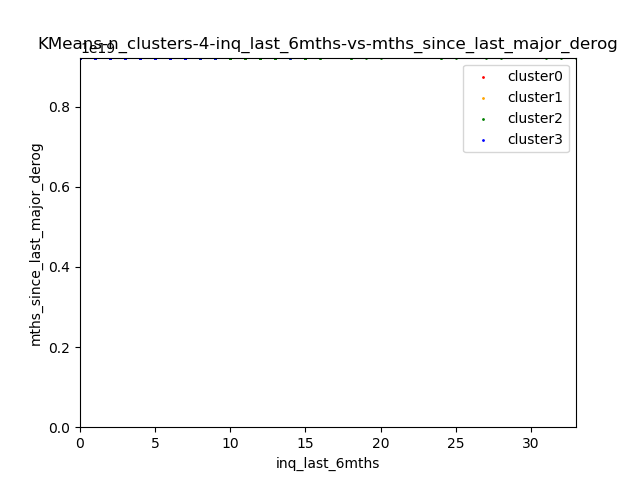 KMeans-n_clusters-4-inq_last_6mths-vs-mths_since_last_major_derog
1e19
cluster0
cluster1
cluster2
cluster3
0.8
0.6
0.4
0.2
0.0
mths_since_last_major_derog
0 5 10 15 20 25 30
inq_last_6mths